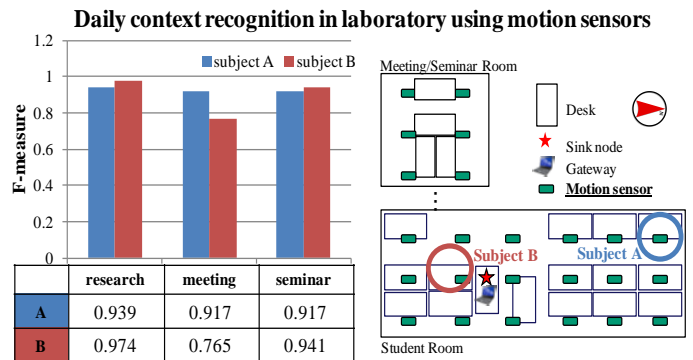 Daily context recognition in laboratory using motion sensors
1.2
1
0.8
0.6
0.4
0.2
0
F-measure
subject A
subject B
research meeting seminar
A 0.939 0.917 0.917
B 0.974 0.765 0.941
Meeting/Seminar Room
Desk
Sink node
Gateway
Motion sensor
Subject B
Subject A
Student Room